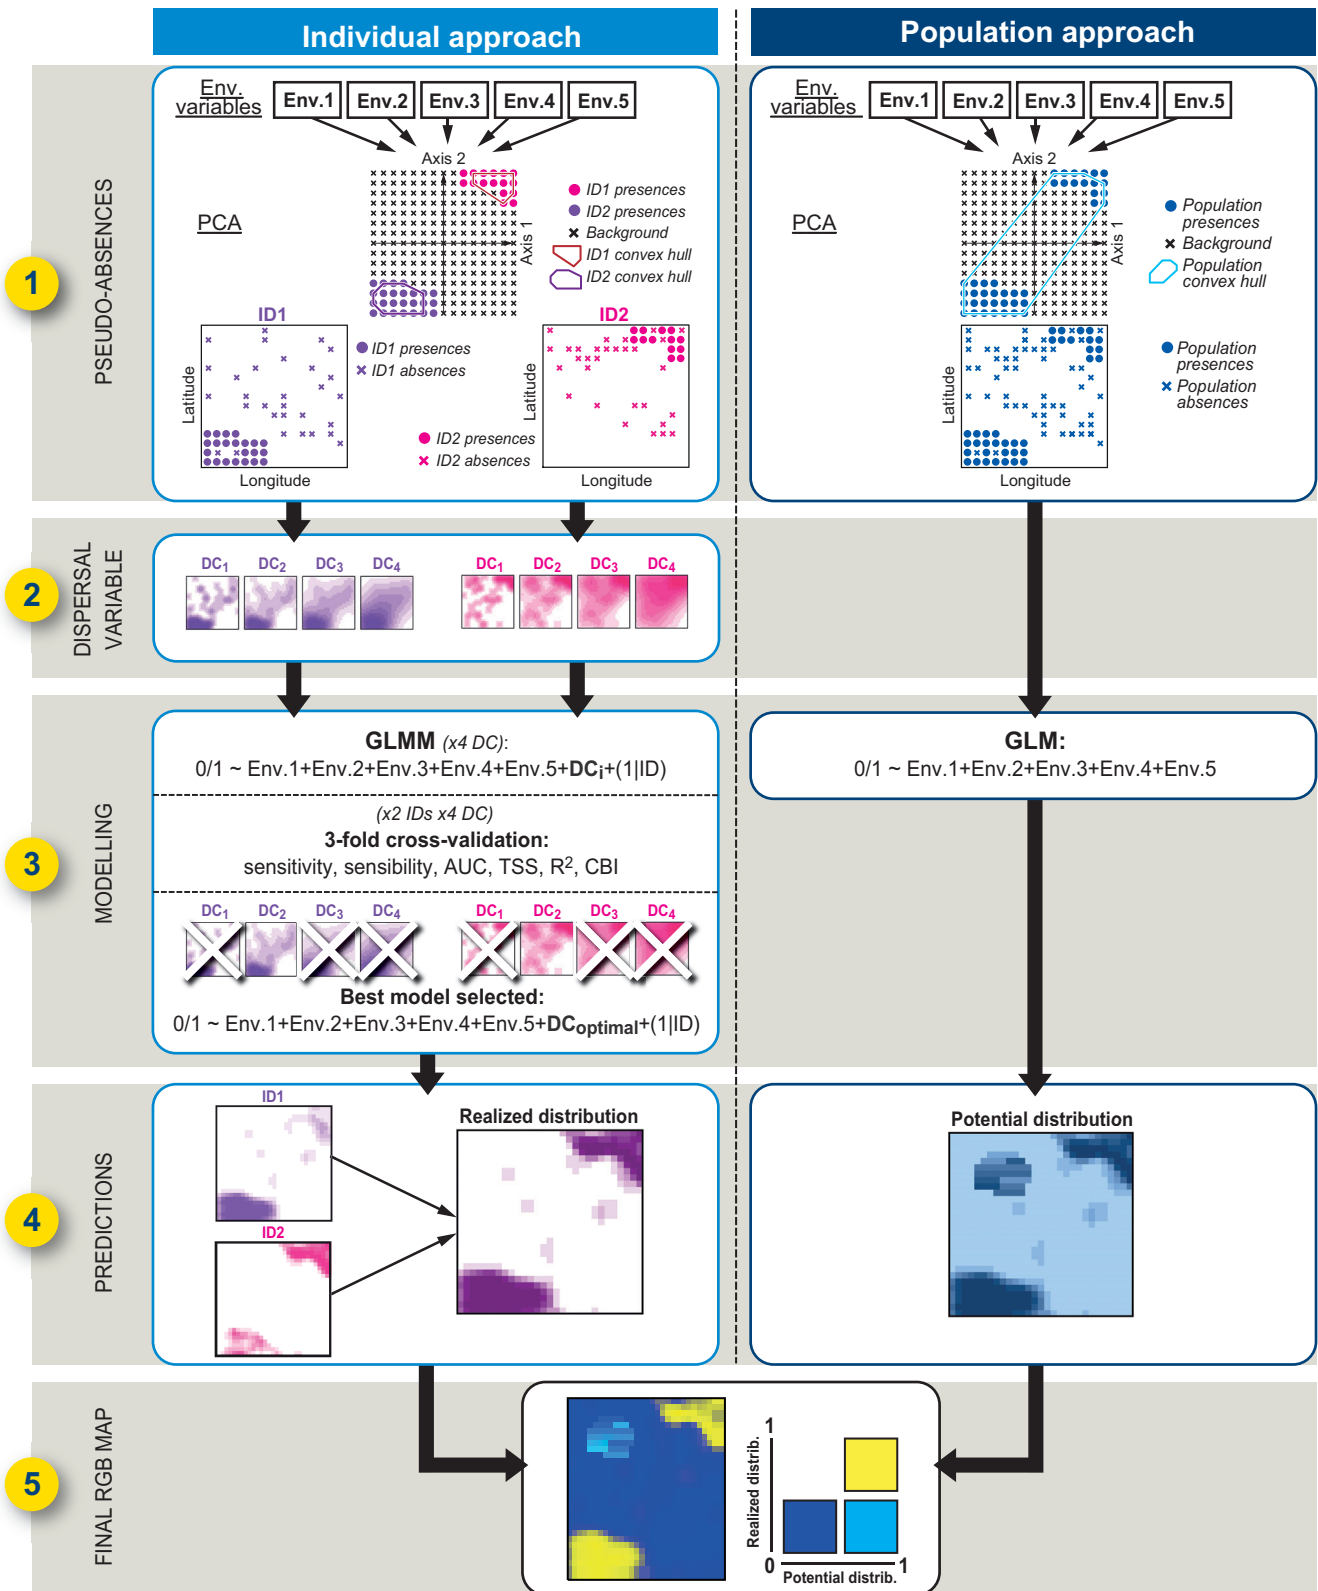 Individual approach
Population approach
1
PSEUDO-ABSENCES
Env.
variables
Env.1
Env.2
Env.3
Env.4
Env.5
Axis 2
Axis 1
PCA
ID1 presences
ID2 presences
Background
ID1 convex hull
ID2 convex hull
ID1
Latitude
Longitude
ID1 presences
ID1 absences
ID2
Latitude
Longitude
ID2 presences
ID2 absences
Env.
variables
Env.1
Env.2
Env.3
Env.4
Env.5
Axis 2
Axis 1
PCA
Population
presences
Background
Population
convex hull
Latitude
Longitude
Population
presences
Population
absences
2
DISPERSAL
VARIABLE
DC1
DC2
DC3
DC4
DC1
DC2
DC3
DC4
3
MODELLING
GLMM (x4 DC):
0/1 ~ Env.1+Env.2+Env.3+Env.4+Env.5+DCi+(1|ID)
(x2 IDs x4 DC)
3-fold cross-validation:
sensitivity, sensibility, AUC, TSS, R2, CBI
DC1
DC2
DC3
DC4
DC1
DC2
DC3
DC4
Best model selected:
0/1 ~ Env.1+Env.2+Env.3+Env.4+Env.5+DCoptimal+(1|ID)
GLM:
0/1 ~ Env.1+Env.2+Env.3+Env.4+Env.5
4
PREDICTIONS
ID1
ID2
Realized distribution
Potential distribution
5
FINAL RGB MAP
1
Realized distrib.
0
1
Potential distrib.